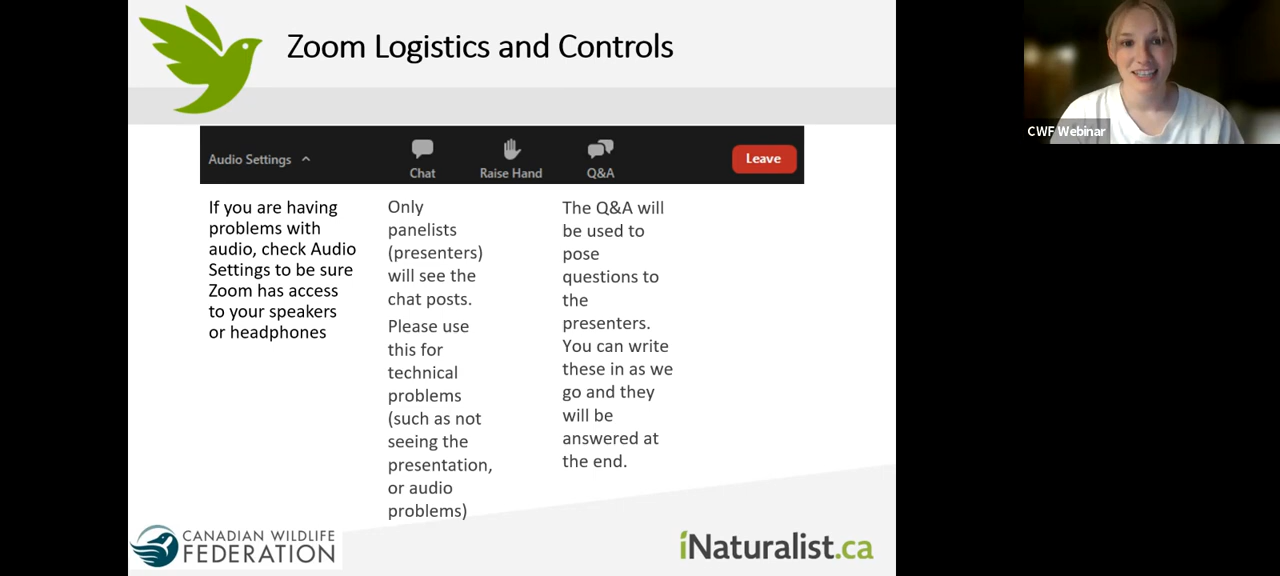 Zoom Logistics and Controls
CWF Webinar
Audio Settings
Chat
Raise Hand
Q&A
Leave
If you are having
problems with
audio, check Audio
Settings to be sure
Zoom has access
to your speakers
or headphones
Only
panelists
(presenters)
will see the
chat posts.
Please use
this for
technical
problems
(such as not
seeing the
presentation,
or audio
problems)
The Q&A will
be used to
pose
questions to
the
presenters.
You can write
these in as we
go and they
will be
answered at
the end.
CANADIAN WILDLIFE
FEDERATION
iNaturalist.ca